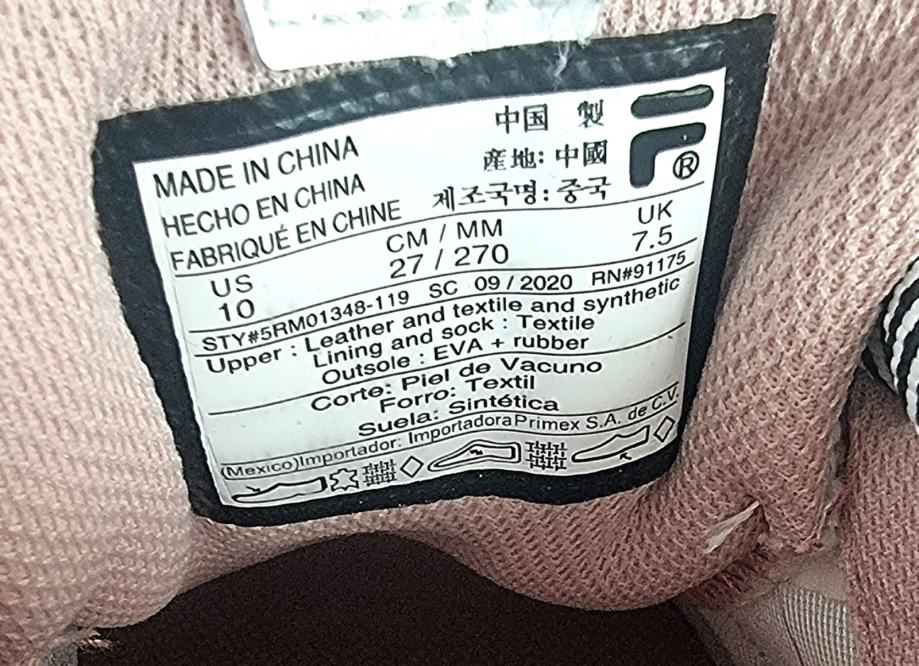 MADE IN CHINA
HECHO EN CHINA
FABRIQUÉ EN CHINE
中国 製
産地: 中國
제조국명: 중국
®
US
10
CM / MM
27 / 270
UK
7.5
STY#5RM01348-119 SC 09 / 2020 RN#91175
Upper : Leather and textile and synthetic
Lining and sock : Textile
Outsole : EVA + rubber
Corte: Piel de Vacuno
Forro: Textil
Suela: Sintética
(Mexico)Importador: ImportadoraPrimex S.A. de C.V.